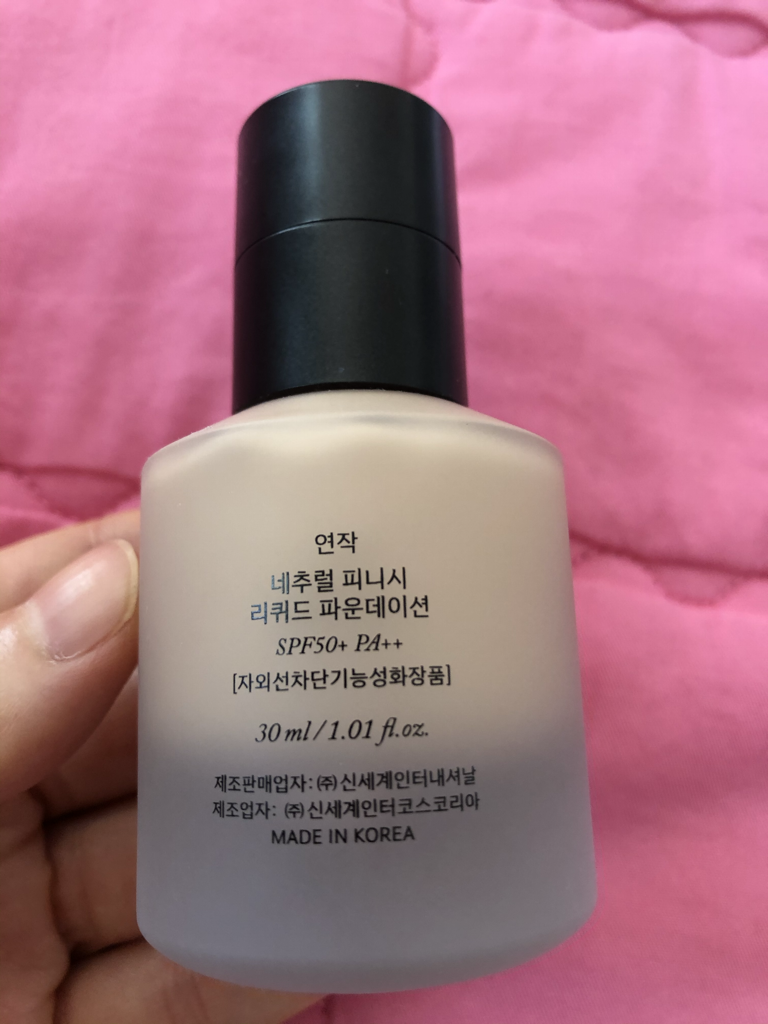 연작
네추럴 피니시
리퀴드 파운데이션
SPF50+ PA++
[자외선차단기능성화장품]
30 ml / 1.01 fl.oz.
제조판매업자: ㈜신세계인터내셔날
제조업자: ㈜신세계인터코스코리아
MADE IN KOREA